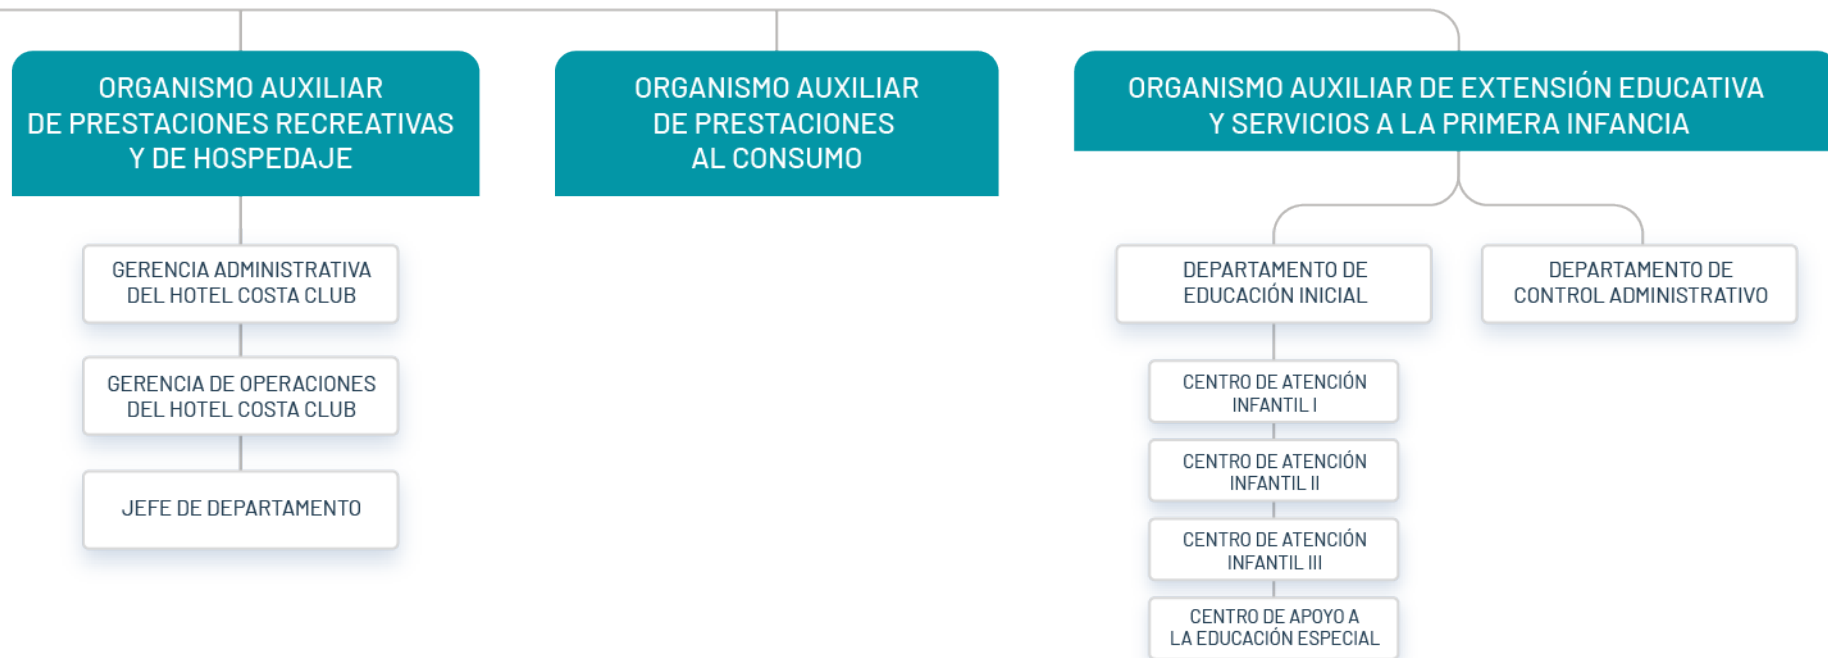 ORGANISMO AUXILIAR
DE PRESTACIONES RECREATIVAS
Y DE HOSPEDAJE
GERENCIA ADMINISTRATIVA
DEL HOTEL COSTA CLUB
GERENCIA DE OPERACIONES
DEL HOTEL COSTA CLUB
JEFE DE DEPARTAMENTO
ORGANISMO AUXILIAR
DE PRESTACIONES
AL CONSUMO
ORGANISMO AUXILIAR DE EXTENSIÓN EDUCATIVA
Y SERVICIOS A LA PRIMERA INFANCIA
DEPARTAMENTO DE
EDUCACIÓN INICIAL
CENTRO DE ATENCIÓN
INFANTIL I
CENTRO DE ATENCIÓN
INFANTIL II
CENTRO DE ATENCIÓN
INFANTIL III
CENTRO DE APOYO A
LA EDUCACIÓN ESPECIAL
DEPARTAMENTO DE
CONTROL ADMINISTRATIVO